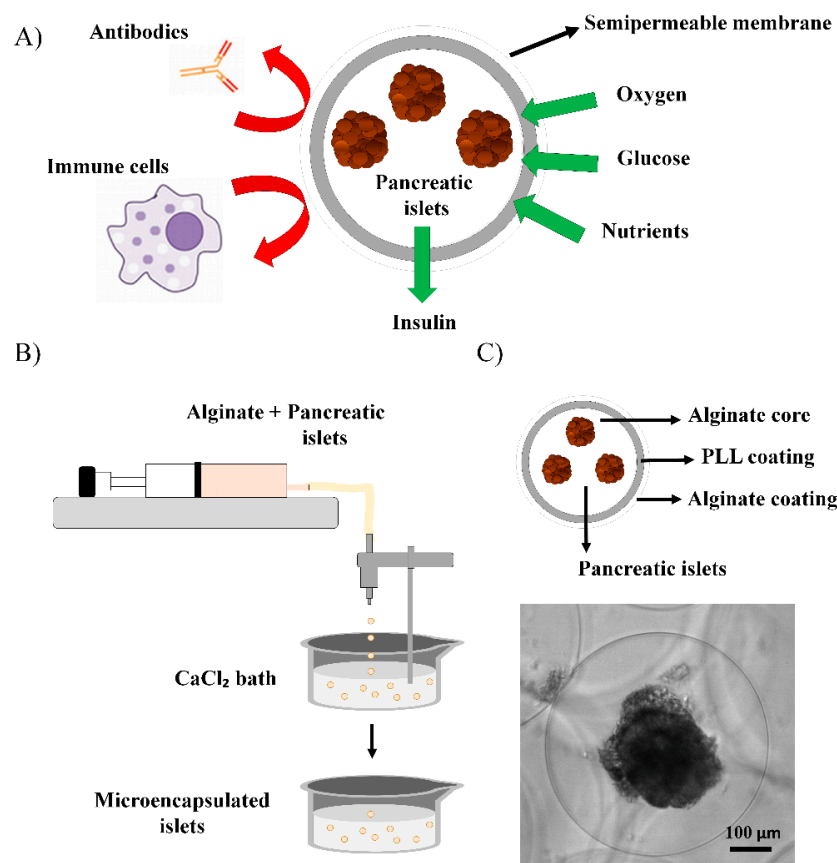 A)
Antibodics
Semipermeable membrane
Oxygen
Immune cells
Glucose
Pancreatic
islets
Nutrients
Insulin
B)
Alginate + Pancreatic
islets
CaCl₂ bath
Microencapsulated
islets
C)
Alginate core
PLL coating
Alginate coating
Pancreatic islets
100 µm